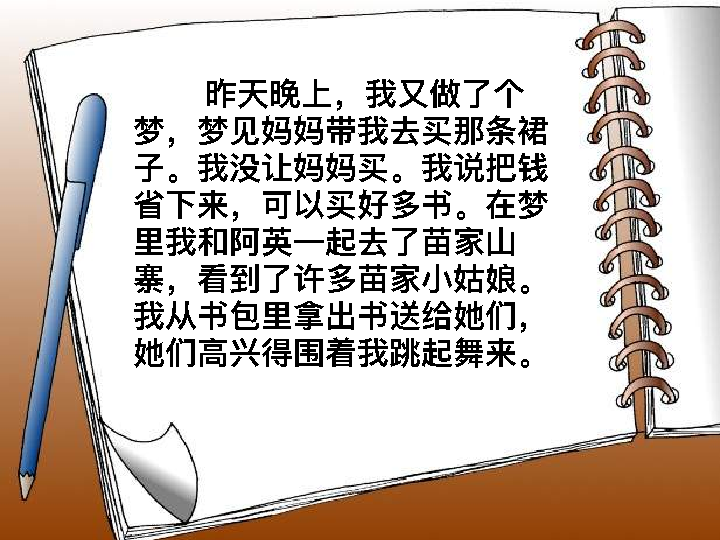 昨天晚上，我又做了个
梦，梦见妈妈带我去买那条裙
子。我没让妈妈买。我说把钱
省下来，可以买好多书。在梦
里我和阿英一起去了苗家山
寨，看到了许多苗家小姑娘。
我从书包里拿出书送给她们，
她们高兴得围着我跳起舞来。